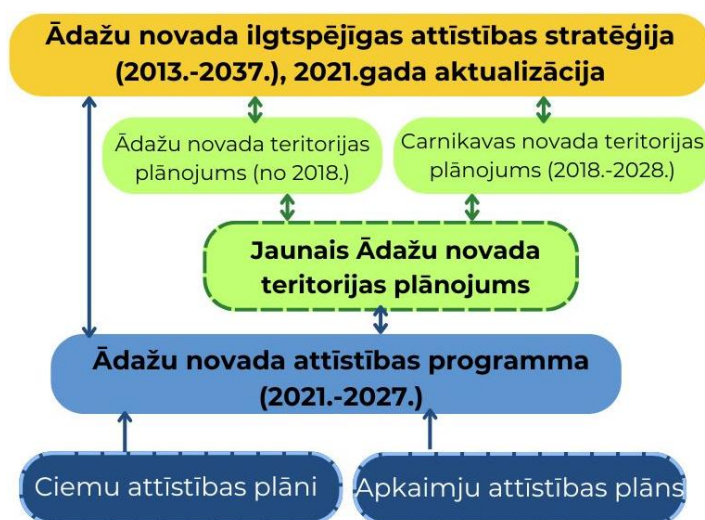 Ādažu novada ilgtspējīgas attīstības stratēģija
(2013.-2037.), 2021.gada aktualizācija
Ādažu novada teritorijas
plānojums (no 2018.)
Carnikavas novada teritorijas
plānojums (2018.-2028.)
Jaunais Ādažu novada
teritorijas plānojums
Ādažu novada attīstības programma
(2021.-2027.)
Ciemu attīstības plāni
Apkaimju attīstības plāns